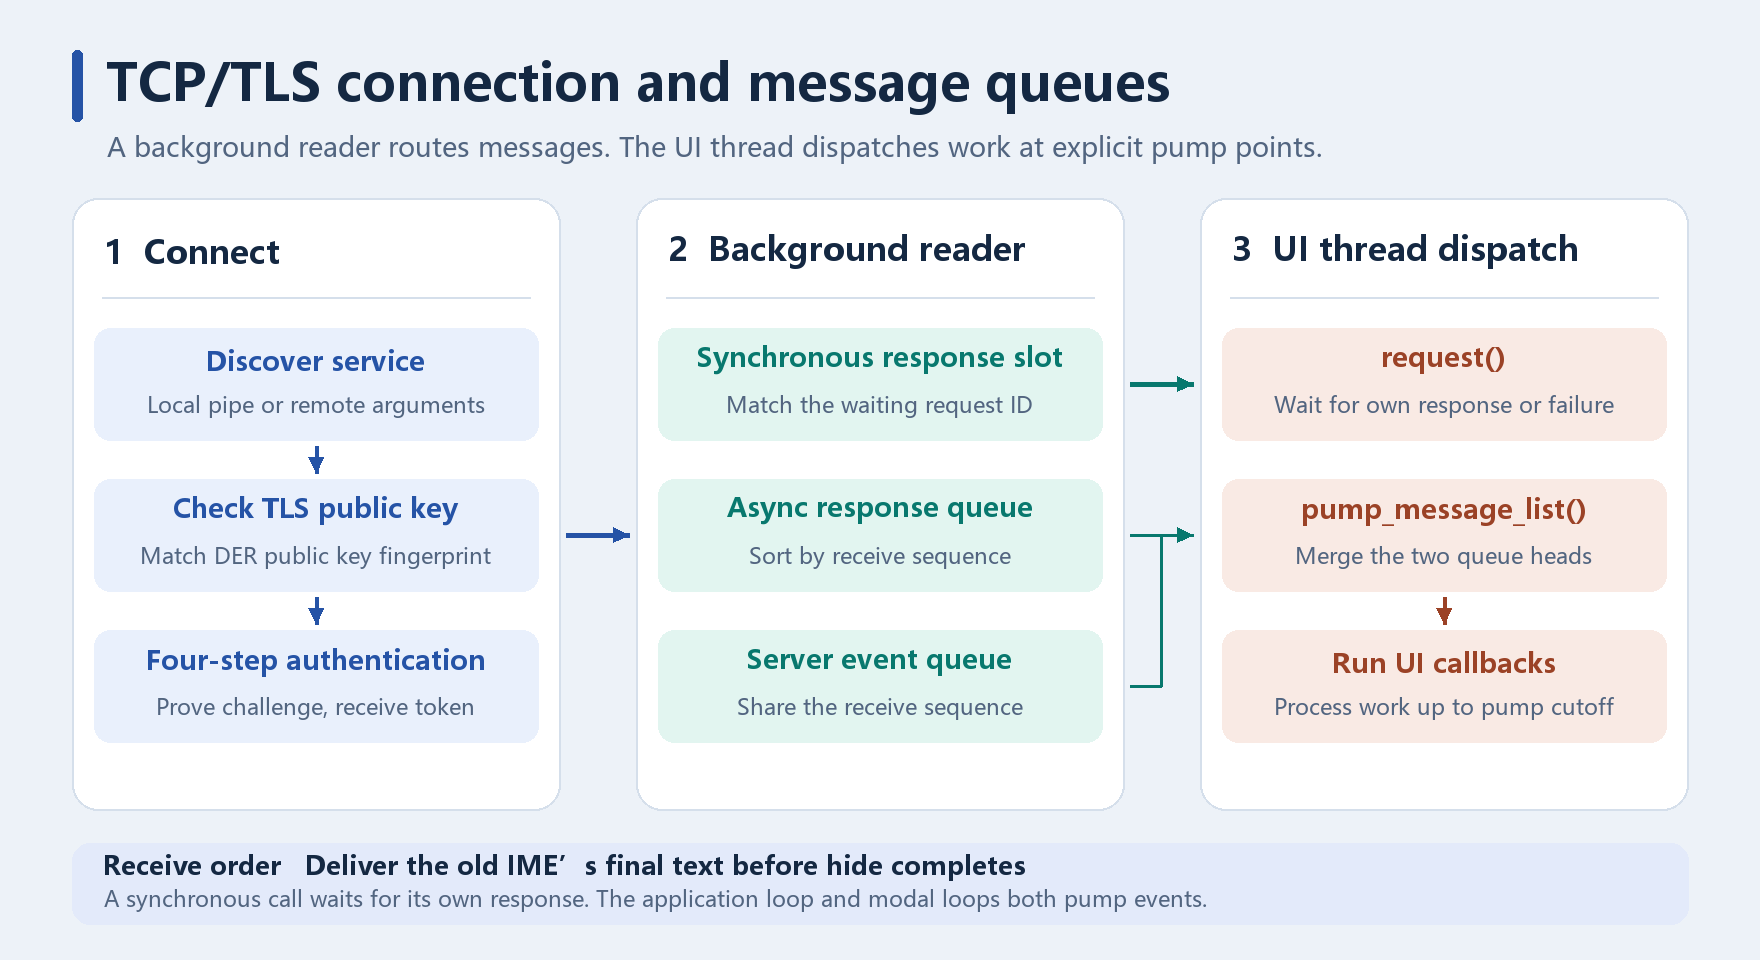 TCP/TLS connection and message queues
A background reader routes messages. The UI thread dispatches work at explicit pump points.
1 Connect
Discover service
Local pipe or remote arguments
Check TLS public key
Match DER public key fingerprint
Four-step authentication
Prove challenge, receive token
2 Background reader
Synchronous response slot
Match the waiting request ID
Async response queue
Sort by receive sequence
Server event queue
Share the receive sequence
3 UI thread dispatch
request()
Wait for own response or failure
pump_message_list()
Merge the two queue heads
Run UI callbacks
Process work up to pump cutoff
Receive order Deliver the old IME’s final text before hide completes
A synchronous call waits for its own response. The application loop and modal loops both pump events.